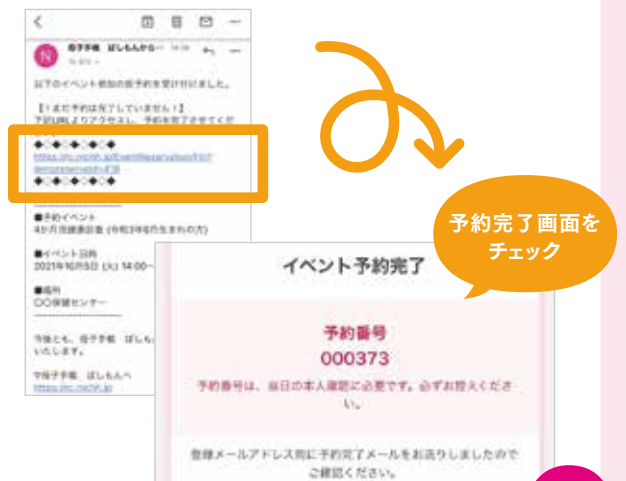 N
母子手帳 ばしもんから
以下のイベント参加の仮予約を受け付けました。
【!まだ予約は完了していません!】
下記URLよりアクセスし、予約を完了させてくだ
◆◇◆◇◆◇◆
◆◇◆◇◆◇◆
■予約イベント
4か月児健康診査 (令和3年6月生まれの方)
■イベント日時
2021年10月5日 (火) 14:00~
■場所
〇〇保健センター
今後とも、母子手帳 ばしも
いたします。
母子手帳 ばしもんへ
予約完了画面を
チェック
イベント予約完了
予約番号
000373
予約番号は、当日の本人確認に必要です。必ずお控えくださ
い。
登録メールアドレス宛に予約完了メールをお送りしましたので
ご確認ください。